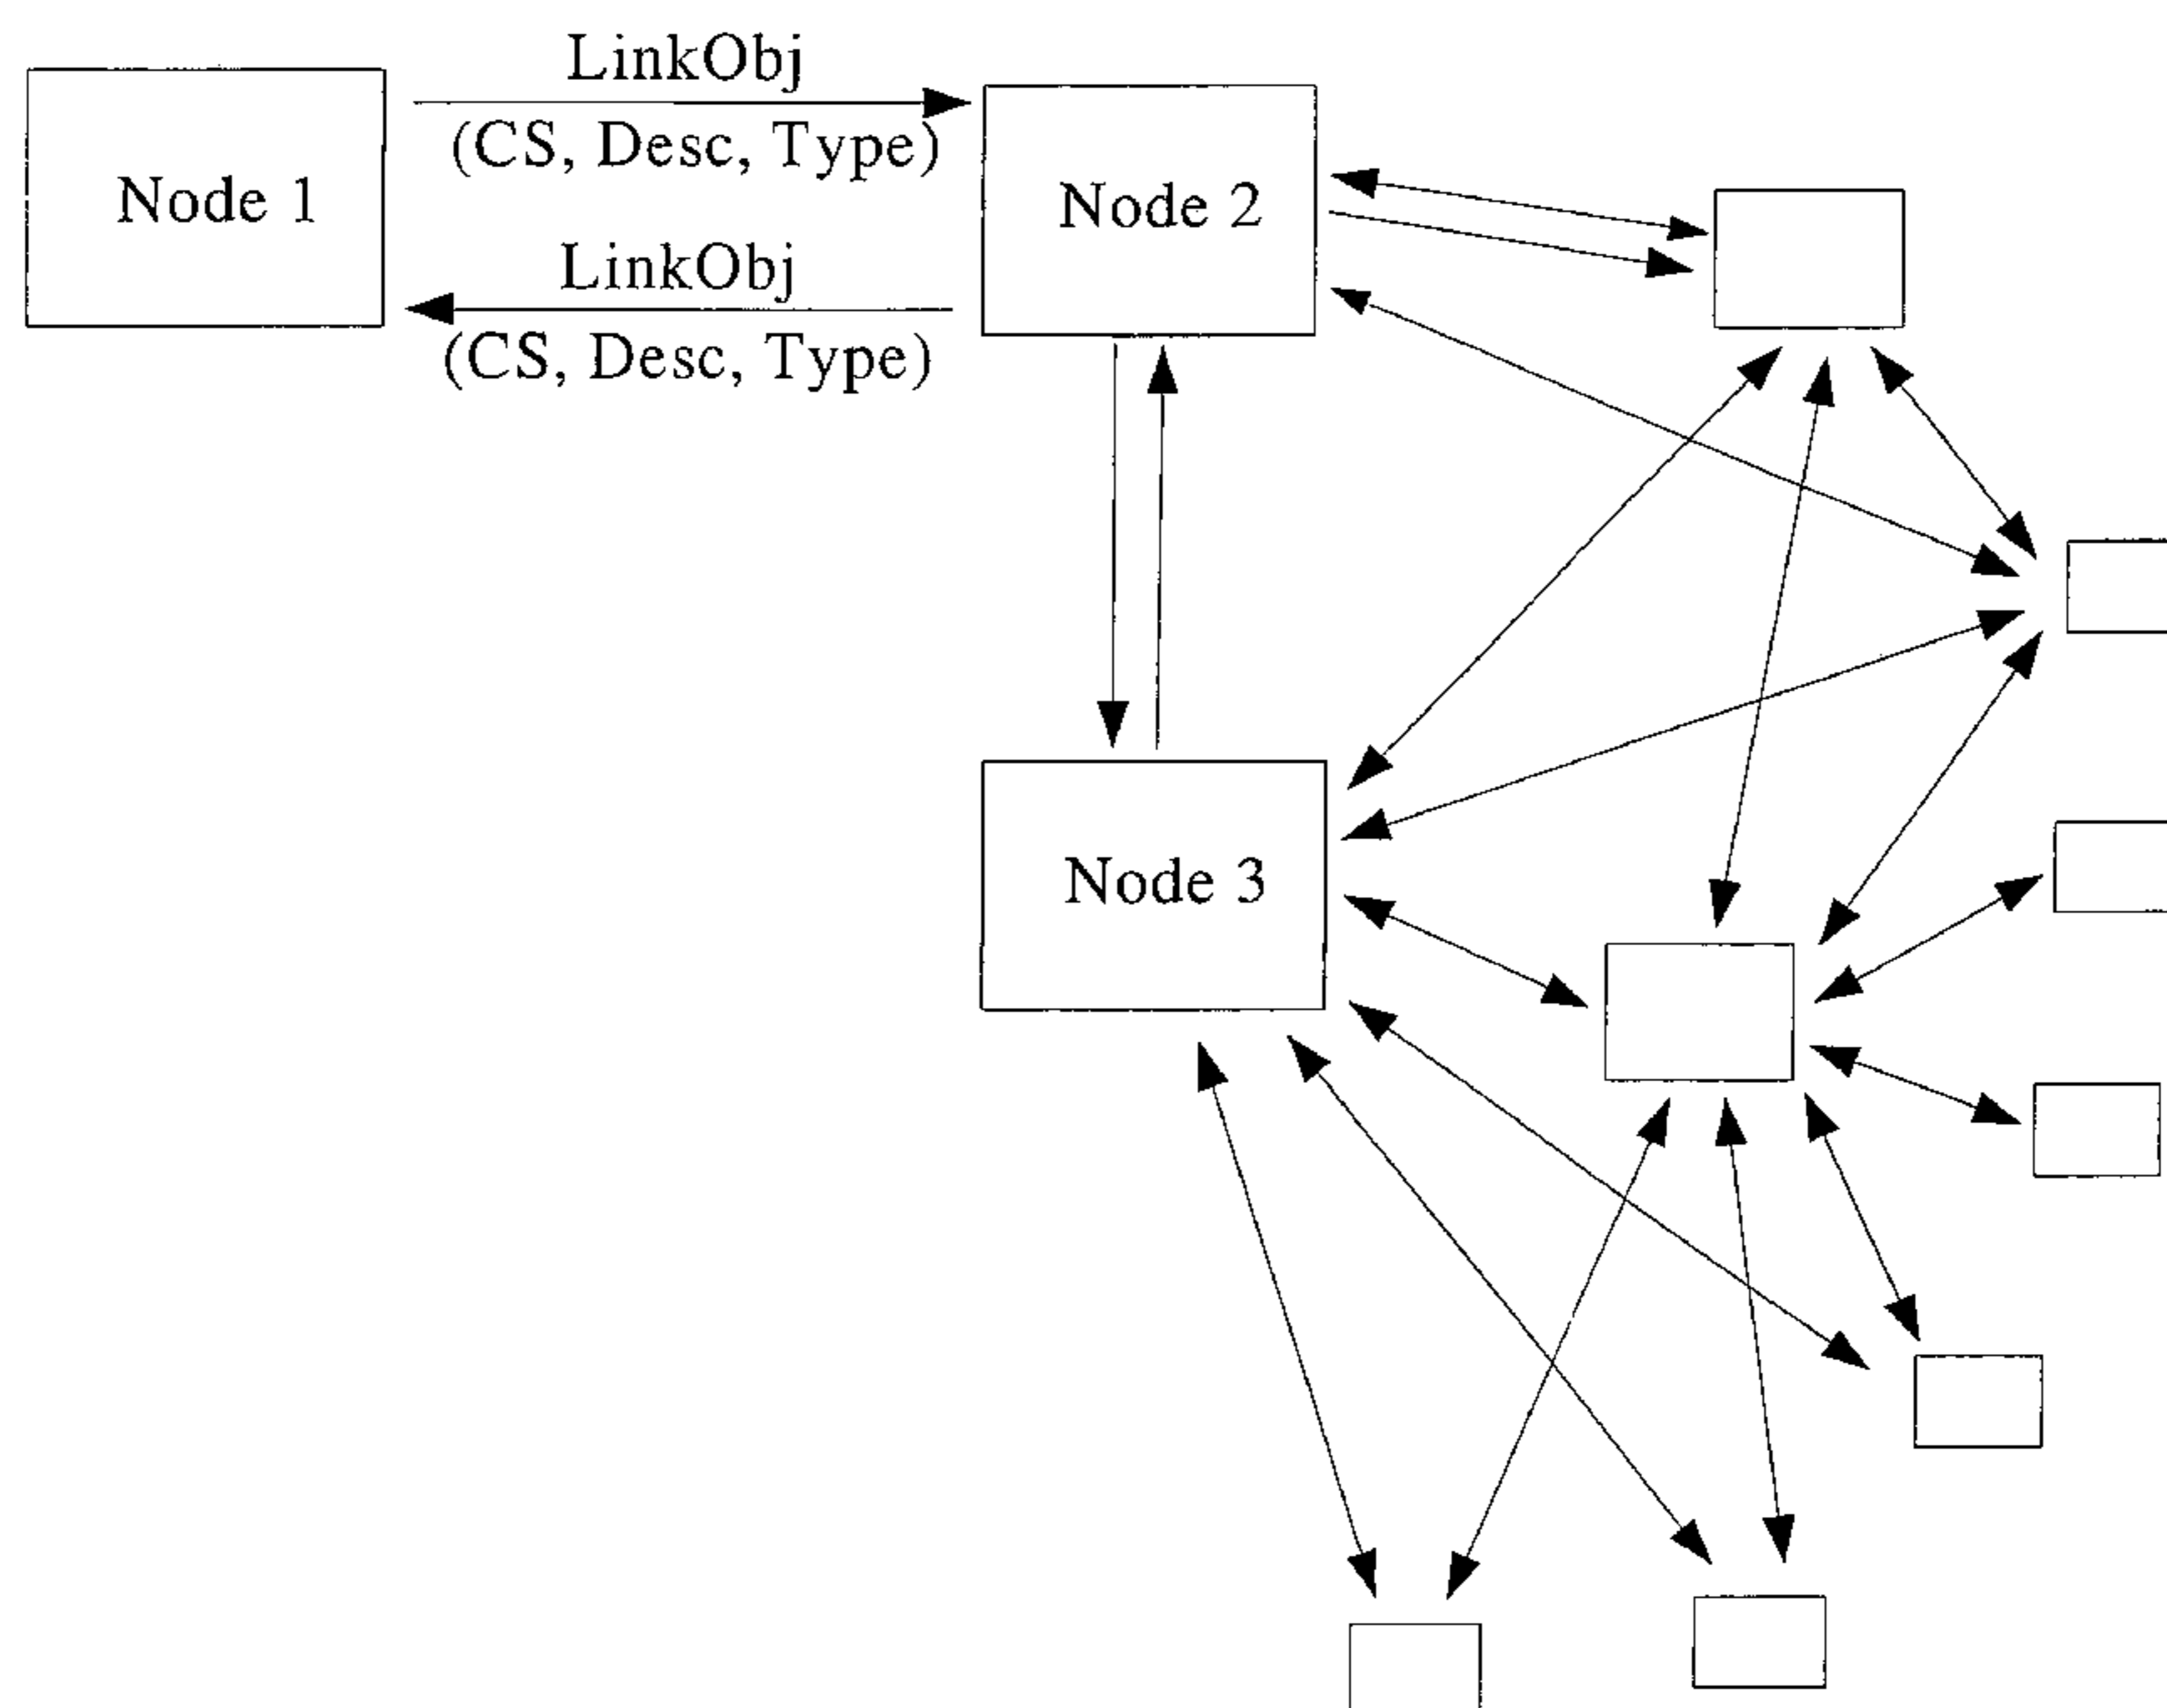 LinkObj
(CS, Desc, Type)
Node 1
Node 2
LinkObj
(CS, Desc, Type)
Node 3